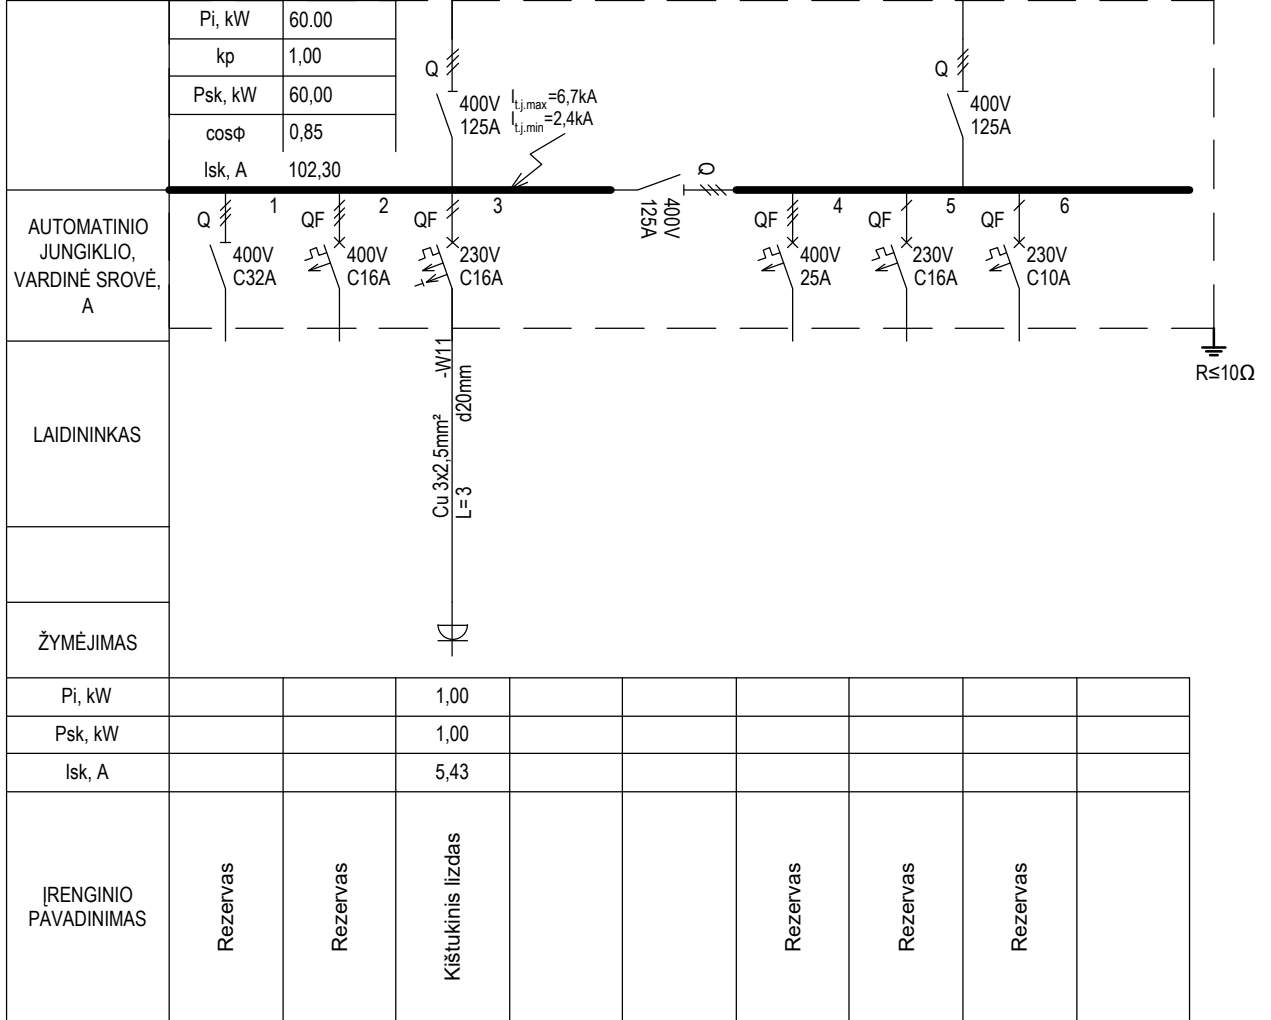 Pi, kW 60.00
kp 1,00
Psk, kW 60,00
cosφ 0,85
Isk, A 102,30
Q
400V
125A
It.j.max=6,7kA
It.j.min=2,4kA
Q
400V
125A
Q
400V
125A
AUTOMATINIO
JUNGIKLIO,
VARDINĖ SROVĖ,
A
Q 1
400V
C32A
QF 2
400V
C16A
QF 3
230V
C16A
QF 4
400V
25A
QF 5
230V
C16A
QF 6
230V
C10A
R≤10Ω
LAIDININKAS
-W11
d20mm
Cu 3x2,5mm²
L=3
ŽYMĖJIMAS
Pi, kW 1,00
Psk, kW 1,00
Isk, A 5,43
ĮRENGINIO
PAVADINIMAS
Rezervas
Rezervas
Kištukinis lizdas
Rezervas
Rezervas
Rezervas